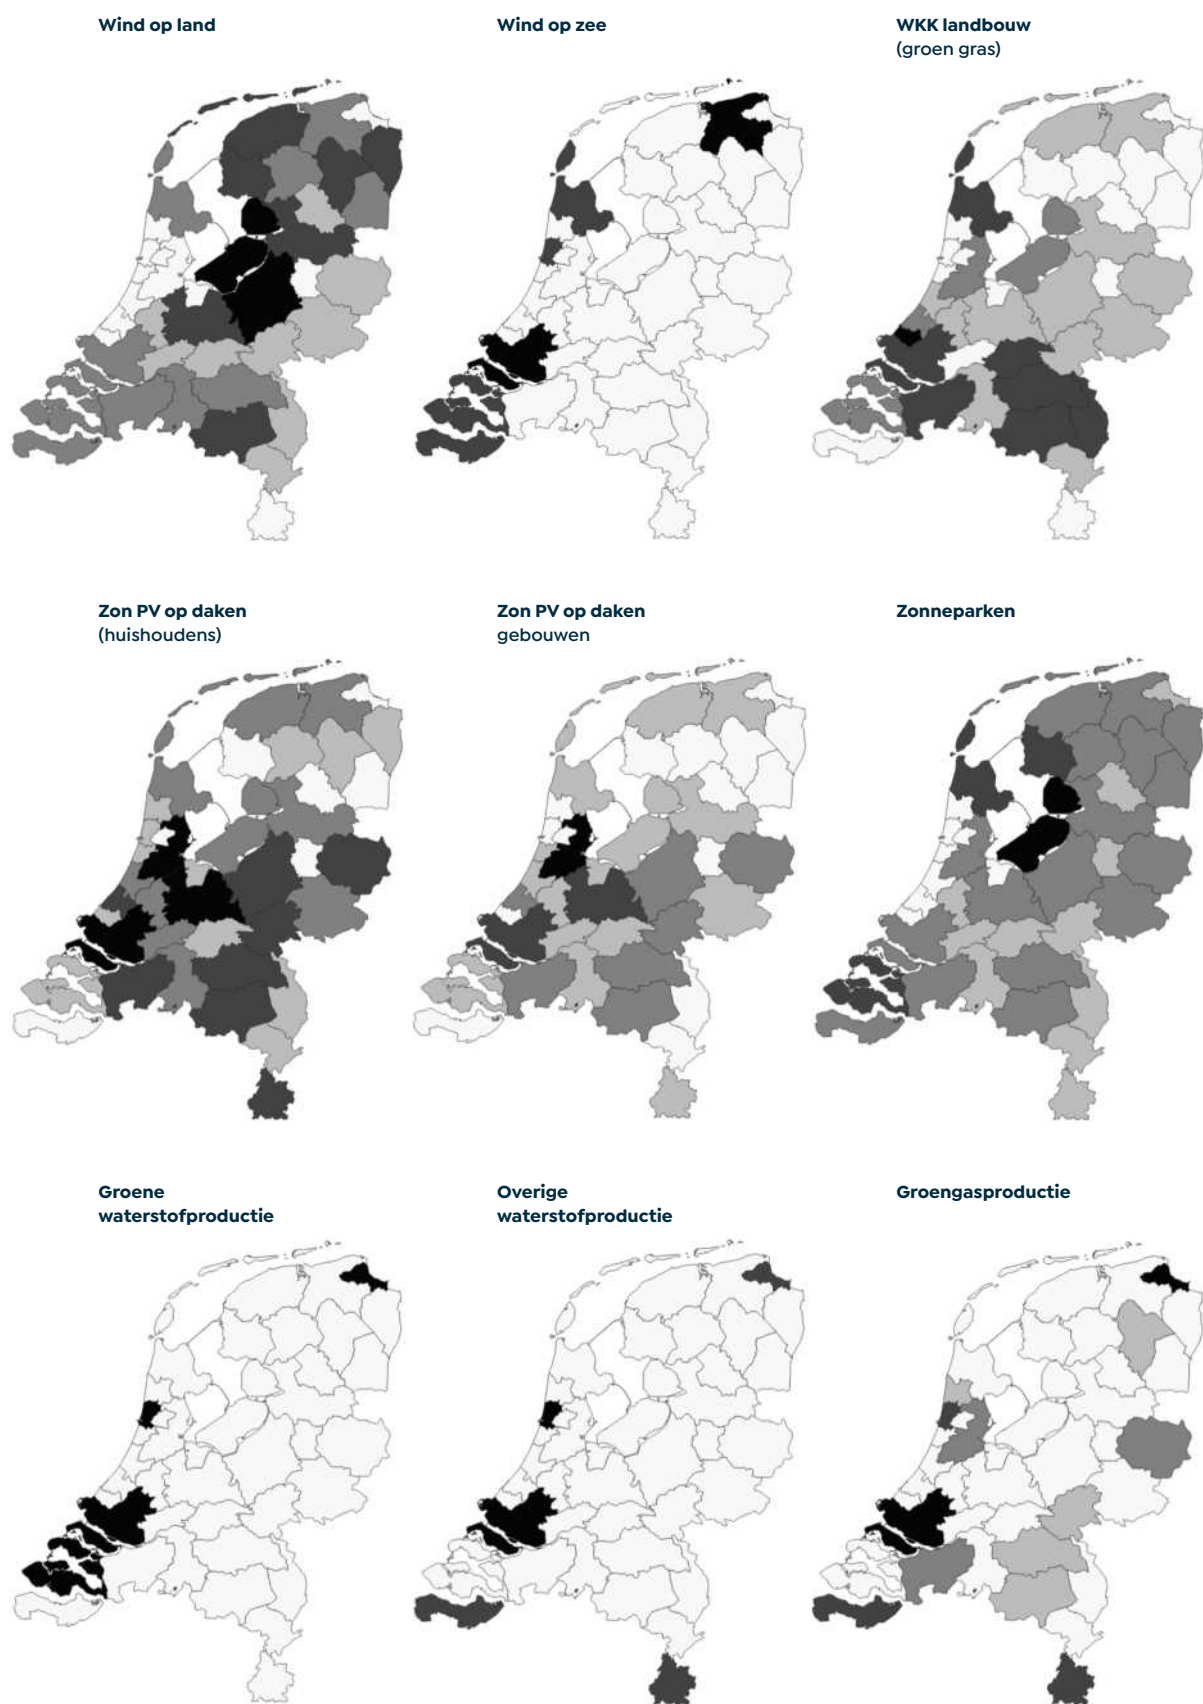 Wind op land
Wind op zee
WKK landbouw
(groen gras)
Zon PV op daken
(huishoudens)
Zon PV op daken
gebouwen
Zonneparken
Groene
waterstofproductie
Overige
waterstofproductie
Groengasproductie